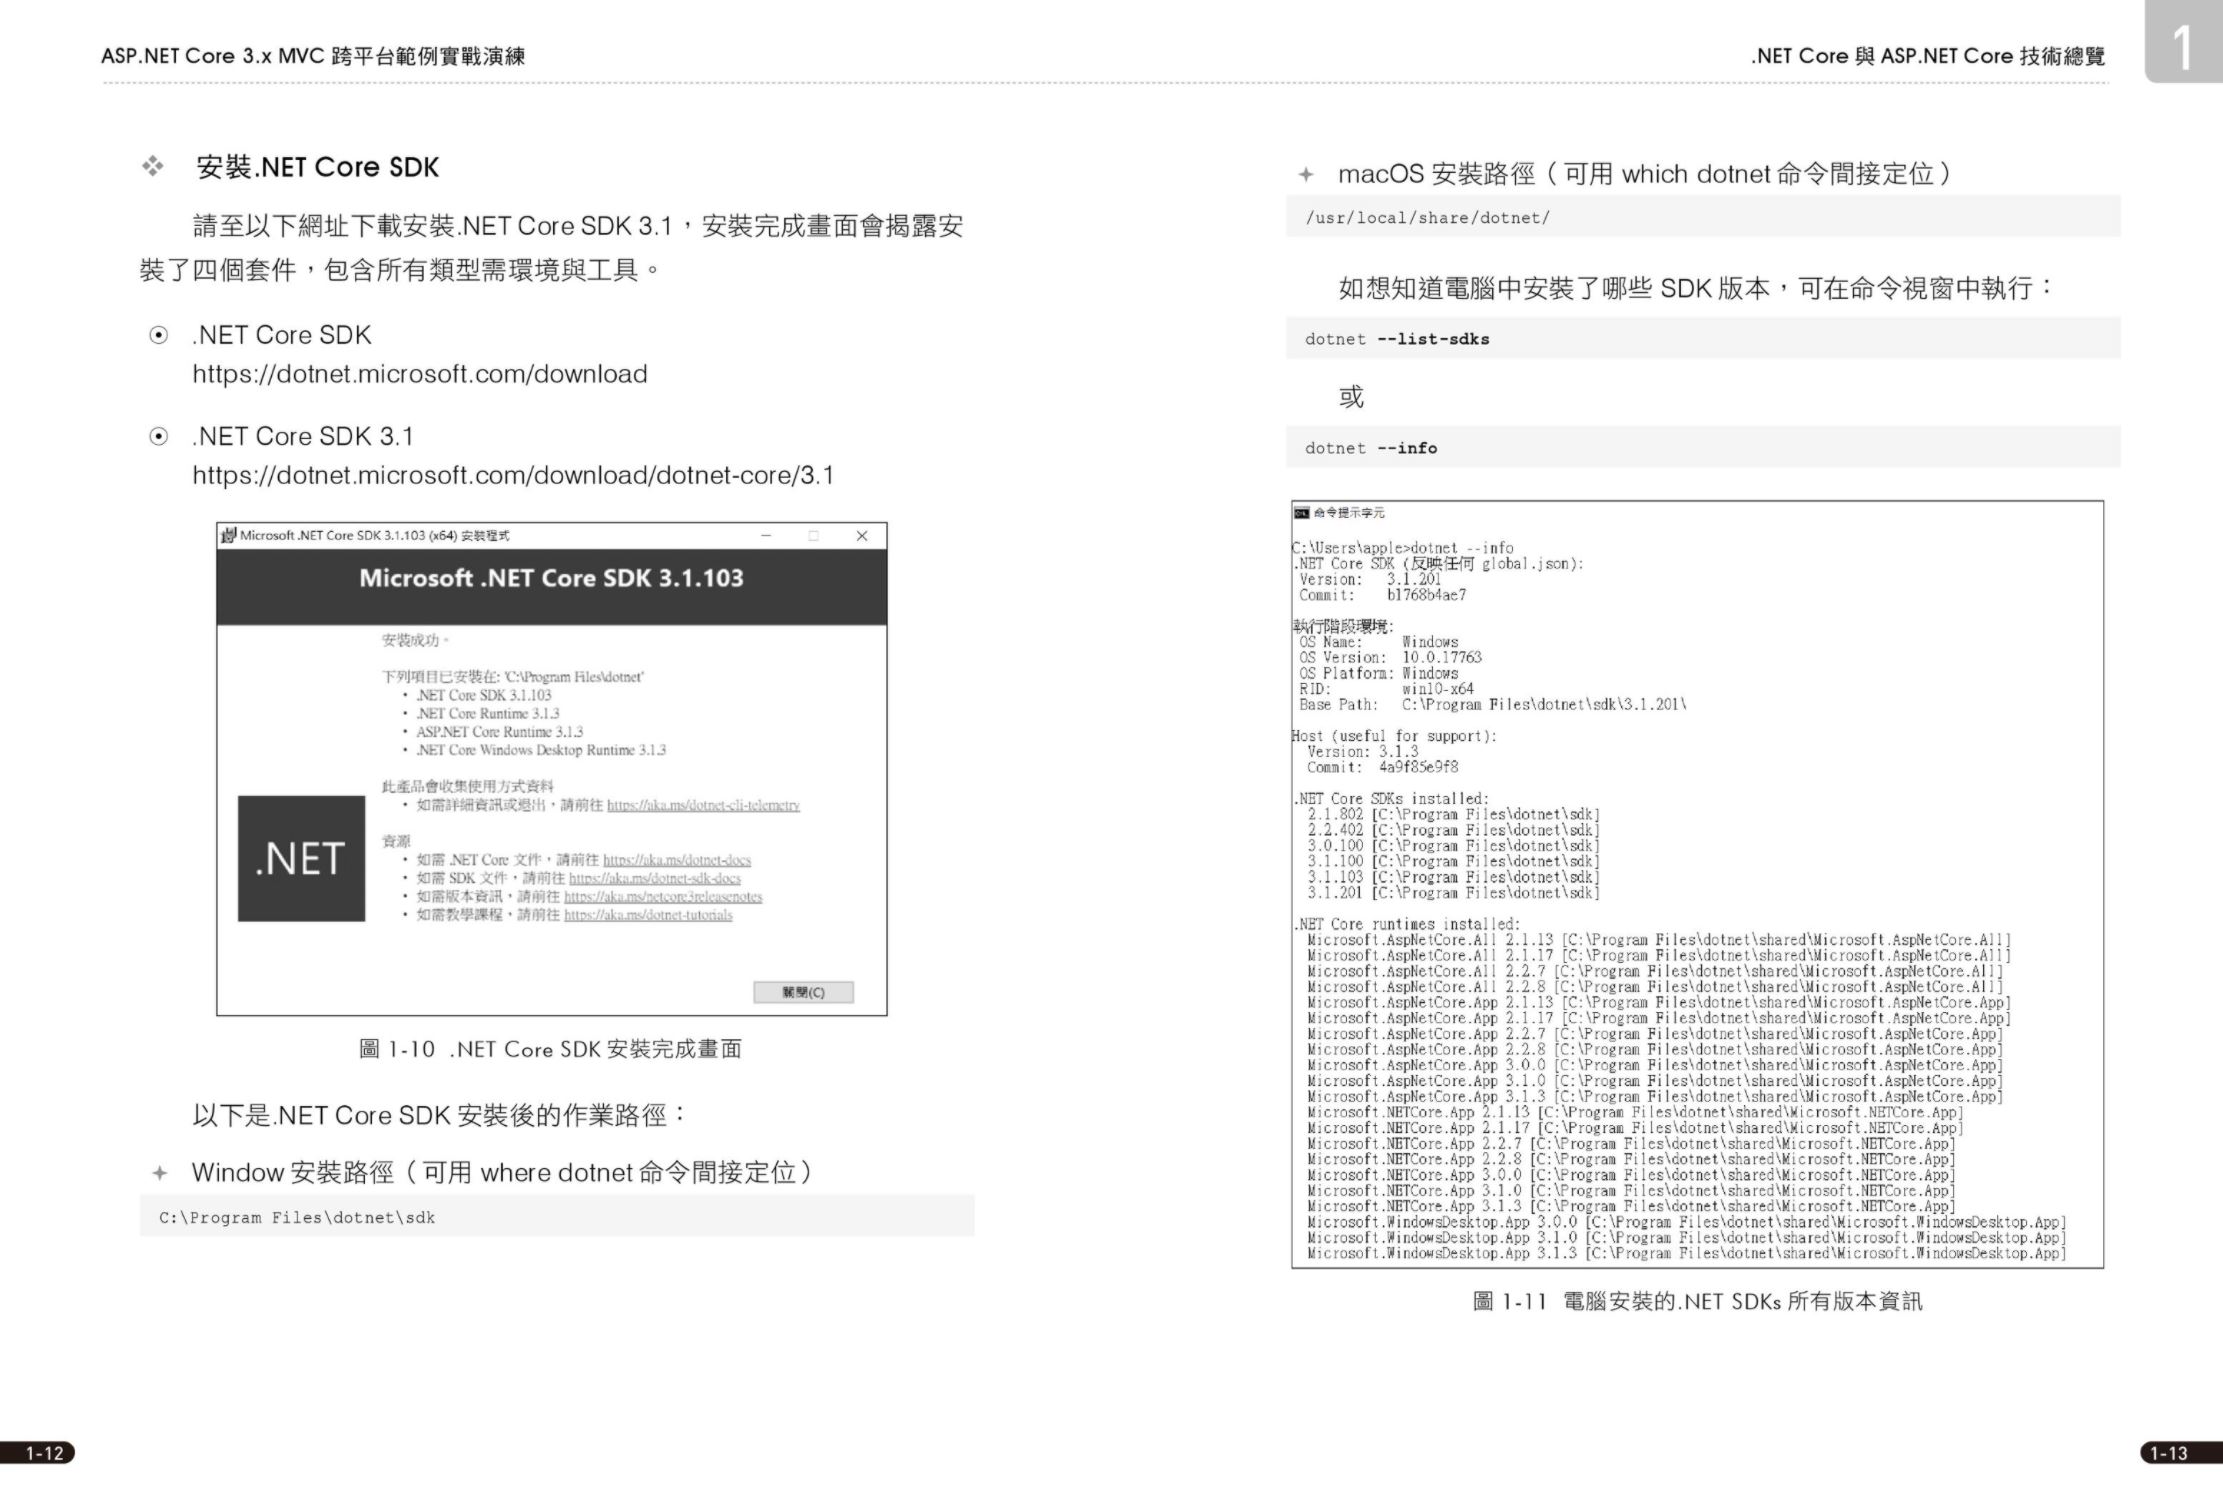 ASP.NET Core 3.x MVC 跨平台範例實戰演練
❖ 安裝.NET Core SDK
請至以下網址下載安裝.NET Core SDK 3.1，安裝完成畫面會揭露安
裝了四個套件，包含所有類型需環境與工具。
⊙ .NET Core SDK
https://dotnet.microsoft.com/download
⊙ .NET Core SDK 3.1
https://dotnet.microsoft.com/download/dotnet-core/3.1
Microsoft .NET Core SDK 3.1.103 (x64) 安裝程式
Microsoft .NET Core SDK 3.1.103
安裝成功。
下列項目已安裝在: 'C:\Program Files\dotnet'
• .NET Core SDK 3.1.103
• .NET Core Runtime 3.1.3
• ASP.NET Core Runtime 3.1.3
• .NET Core Windows Desktop Runtime 3.1.3
此產品會收集使用方式資料
• 如需詳細資訊或退出，請前往 https://aka.ms/dotnet-cli-telemetry
.NET
資源
• 如需 .NET Core 文件，請前往 https://aka.ms/dotnet-docs
• 如需 SDK 文件，請前往 https://aka.ms/dotnet-sdk-docs
• 如需版本資訊，請前往 https://aka.ms/netcore3releasenotes
• 如需教學課程，請前往 https://aka.ms/dotnet-tutorials
關閉(C)
圖 1-10 .NET Core SDK 安裝完成畫面
以下是.NET Core SDK 安裝後的作業路徑：
✦ Window 安裝路徑（可用 where dotnet 命令間接定位）
C:\Program Files\dotnet\sdk
1-12
.NET Core 與 ASP.NET Core 技術總覽
1
✦ macOS 安裝路徑（可用 which dotnet 命令間接定位）
/usr/local/share/dotnet/
如想知道電腦中安裝了哪些 SDK 版本，可在命令視窗中執行：
dotnet --list-sdks
或
dotnet --info
命令提示字元
C:\Users\apple>dotnet --info
.NET Core SDK (反映任何 global.json):
Version: 3.1.201
Commit: b1768b4ae7
執行階段環境:
OS Name: Windows
OS Version: 10.0.17763
OS Platform: Windows
RID: win10-x64
Base Path: C:\Program Files\dotnet\sdk\3.1.201\
Host (useful for support):
Version: 3.1.3
Commit: 4a9f85e9f8
.NET Core SDKs installed:
2.1.802 [C:\Program Files\dotnet\sdk]
2.2.402 [C:\Program Files\dotnet\sdk]
3.0.100 [C:\Program Files\dotnet\sdk]
3.1.100 [C:\Program Files\dotnet\sdk]
3.1.103 [C:\Program Files\dotnet\sdk]
3.1.201 [C:\Program Files\dotnet\sdk]
.NET Core runtimes installed:
Microsoft.AspNetCore.All 2.1.13 [C:\Program Files\dotnet\shared\Microsoft.AspNetCore.All]
Microsoft.AspNetCore.All 2.1.17 [C:\Program Files\dotnet\shared\Microsoft.AspNetCore.All]
Microsoft.AspNetCore.All 2.2.7 [C:\Program Files\dotnet\shared\Microsoft.AspNetCore.All]
Microsoft.AspNetCore.All 2.2.8 [C:\Program Files\dotnet\shared\Microsoft.AspNetCore.All]
Microsoft.AspNetCore.App 2.1.13 [C:\Program Files\dotnet\shared\Microsoft.AspNetCore.App]
Microsoft.AspNetCore.App 2.1.17 [C:\Program Files\dotnet\shared\Microsoft.AspNetCore.App]
Microsoft.AspNetCore.App 2.2.7 [C:\Program Files\dotnet\shared\Microsoft.AspNetCore.App]
Microsoft.AspNetCore.App 2.2.8 [C:\Program Files\dotnet\shared\Microsoft.AspNetCore.App]
Microsoft.AspNetCore.App 3.0.0 [C:\Program Files\dotnet\shared\Microsoft.AspNetCore.App]
Microsoft.AspNetCore.App 3.1.0 [C:\Program Files\dotnet\shared\Microsoft.AspNetCore.App]
Microsoft.AspNetCore.App 3.1.3 [C:\Program Files\dotnet\shared\Microsoft.AspNetCore.App]
Microsoft.NETCore.App 2.1.13 [C:\Program Files\dotnet\shared\Microsoft.NETCore.App]
Microsoft.NETCore.App 2.1.17 [C:\Program Files\dotnet\shared\Microsoft.NETCore.App]
Microsoft.NETCore.App 2.2.7 [C:\Program Files\dotnet\shared\Microsoft.NETCore.App]
Microsoft.NETCore.App 2.2.8 [C:\Program Files\dotnet\shared\Microsoft.NETCore.App]
Microsoft.NETCore.App 3.0.0 [C:\Program Files\dotnet\shared\Microsoft.NETCore.App]
Microsoft.NETCore.App 3.1.0 [C:\Program Files\dotnet\shared\Microsoft.NETCore.App]
Microsoft.NETCore.App 3.1.3 [C:\Program Files\dotnet\shared\Microsoft.NETCore.App]
Microsoft.WindowsDesktop.App 3.0.0 [C:\Program Files\dotnet\shared\Microsoft.WindowsDesktop.App]
Microsoft.WindowsDesktop.App 3.1.0 [C:\Program Files\dotnet\shared\Microsoft.WindowsDesktop.App]
Microsoft.WindowsDesktop.App 3.1.3 [C:\Program Files\dotnet\shared\Microsoft.WindowsDesktop.App]
圖 1-11 電腦安裝的.NET SDKs 所有版本資訊
1-13